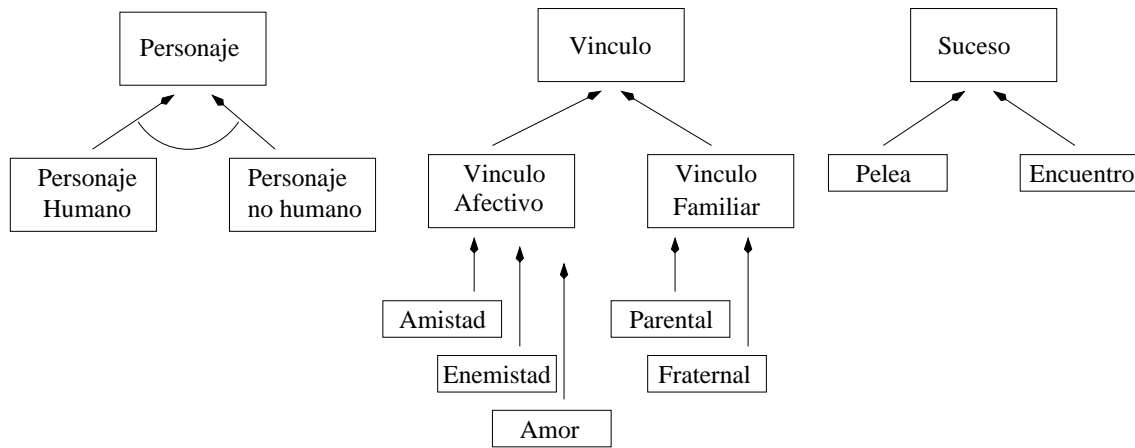 Personaje
Vinculo
Suceso
Personaje
Humano
Personaje
no humano
Vinculo
Afectivo
Vinculo
Familiar
Pelea
Encuentro
Amistad
Parental
Enemistad
Fraternal
Amor